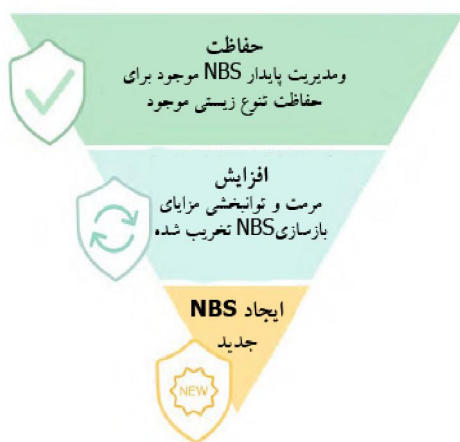 حفاظت
ومدیریت پایدار NBS موجود برای
حفاظت تنوع زیستی موجود
افزایش
مرمت و توانبخشی مزایای
بازسازیNBS تخریب شده
ایجاد NBS
جدید
NEW